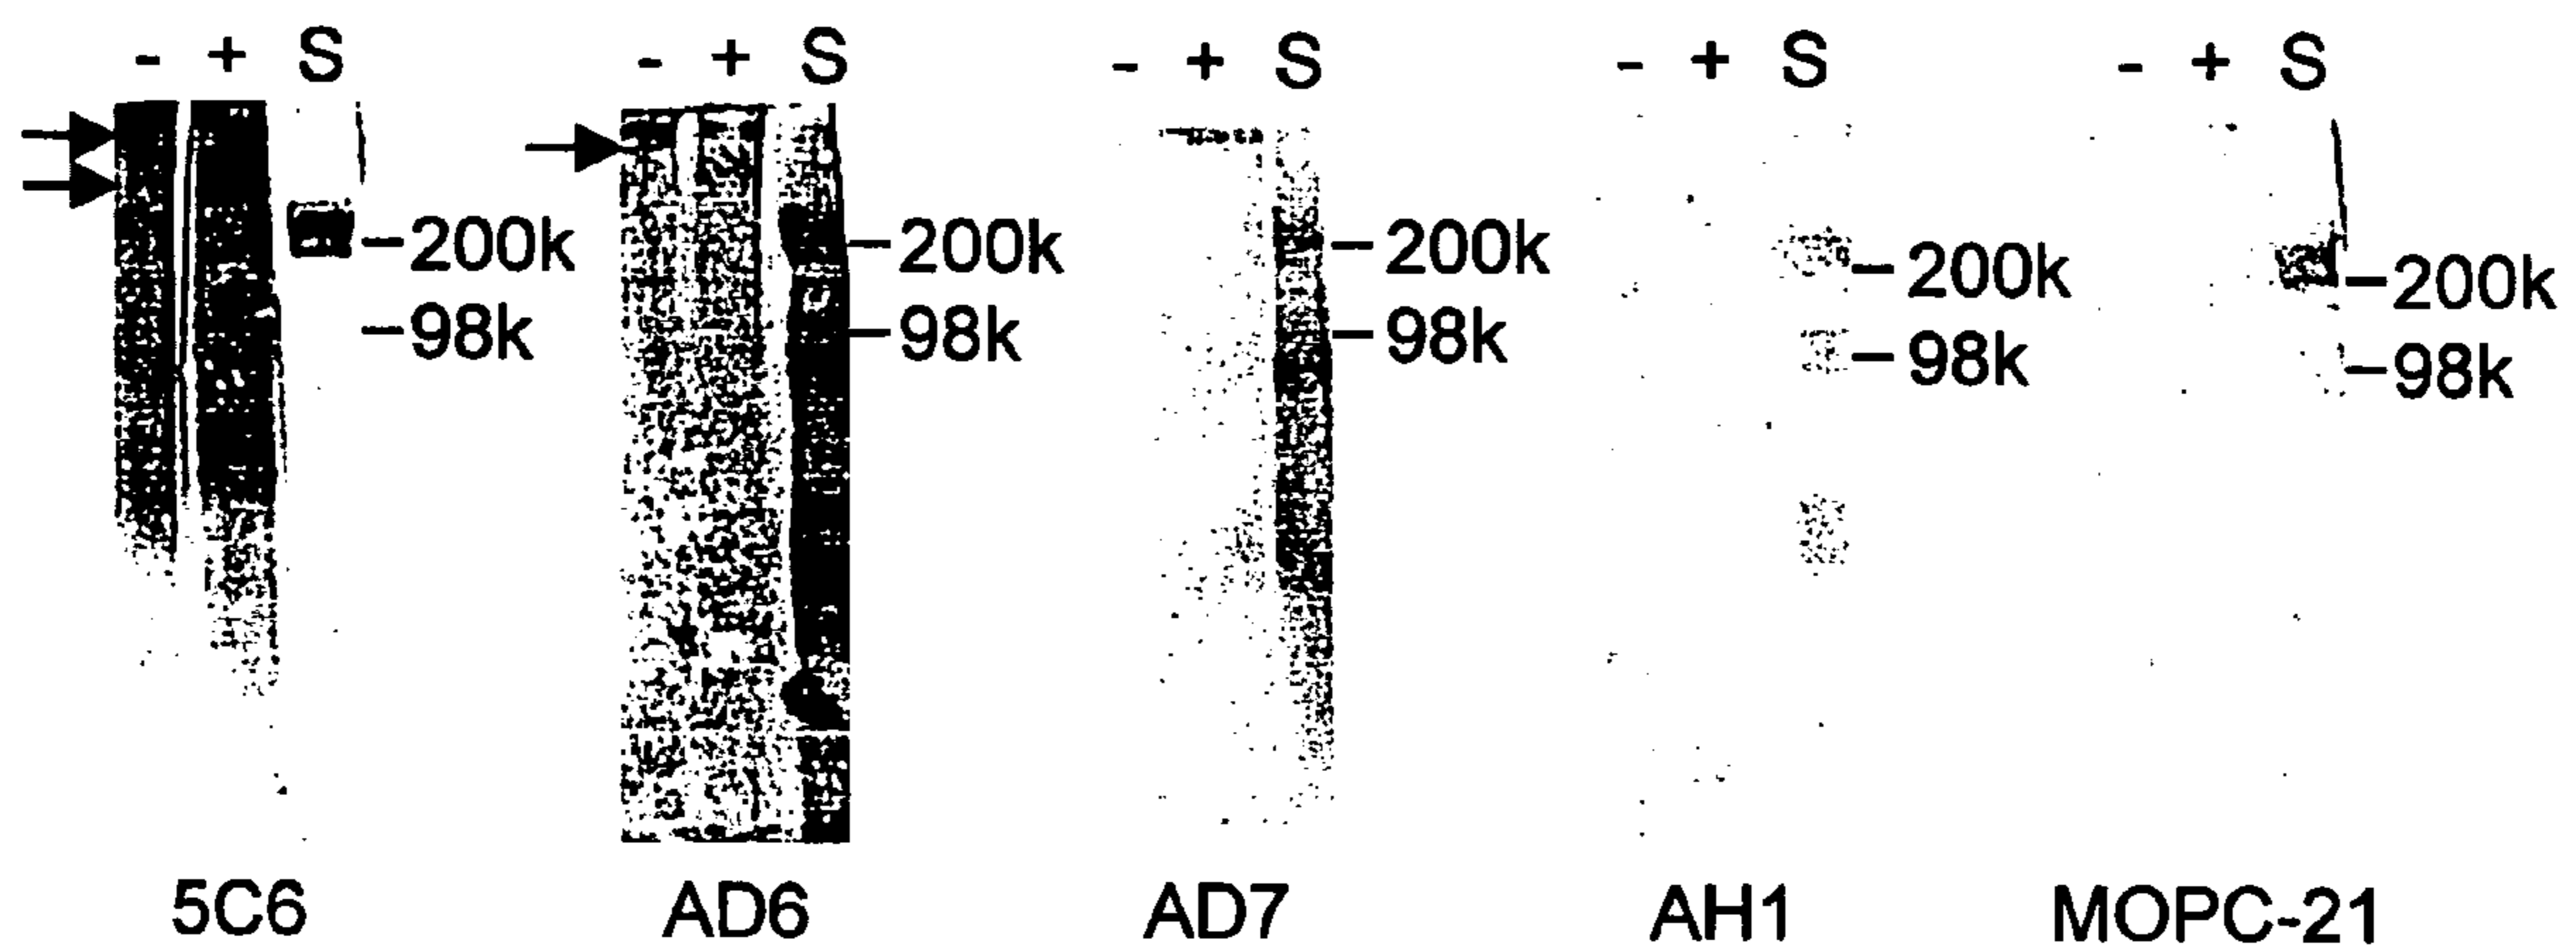 - + S - + S - + S - + S - + S
200k 200k 200k 200k 200k
98k 98k 98k 98k 98k
5C6 AD6 AD7 AH1 MOPC-21